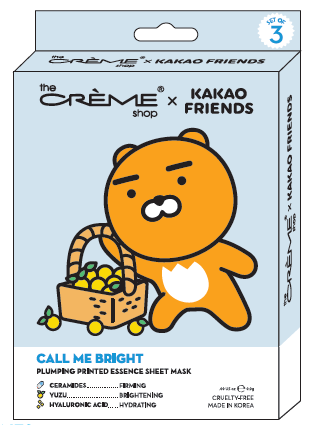 SET OF
3
the CRÈME shop ® × KAKAO FRIENDS
the
CRÈME® × KAKAO
shop FRIENDS
the CRÈME shop ® × KAKAO FRIENDS
CALL ME BRIGHT
PLUMPING PRINTED ESSENCE SHEET MASK
CERAMIDES..........FIRMING
YUZU..........BRIGHTENING
HYALURONIC ACID.....HYDRATING
CRUELTY-FREE
MADE IN KOREA